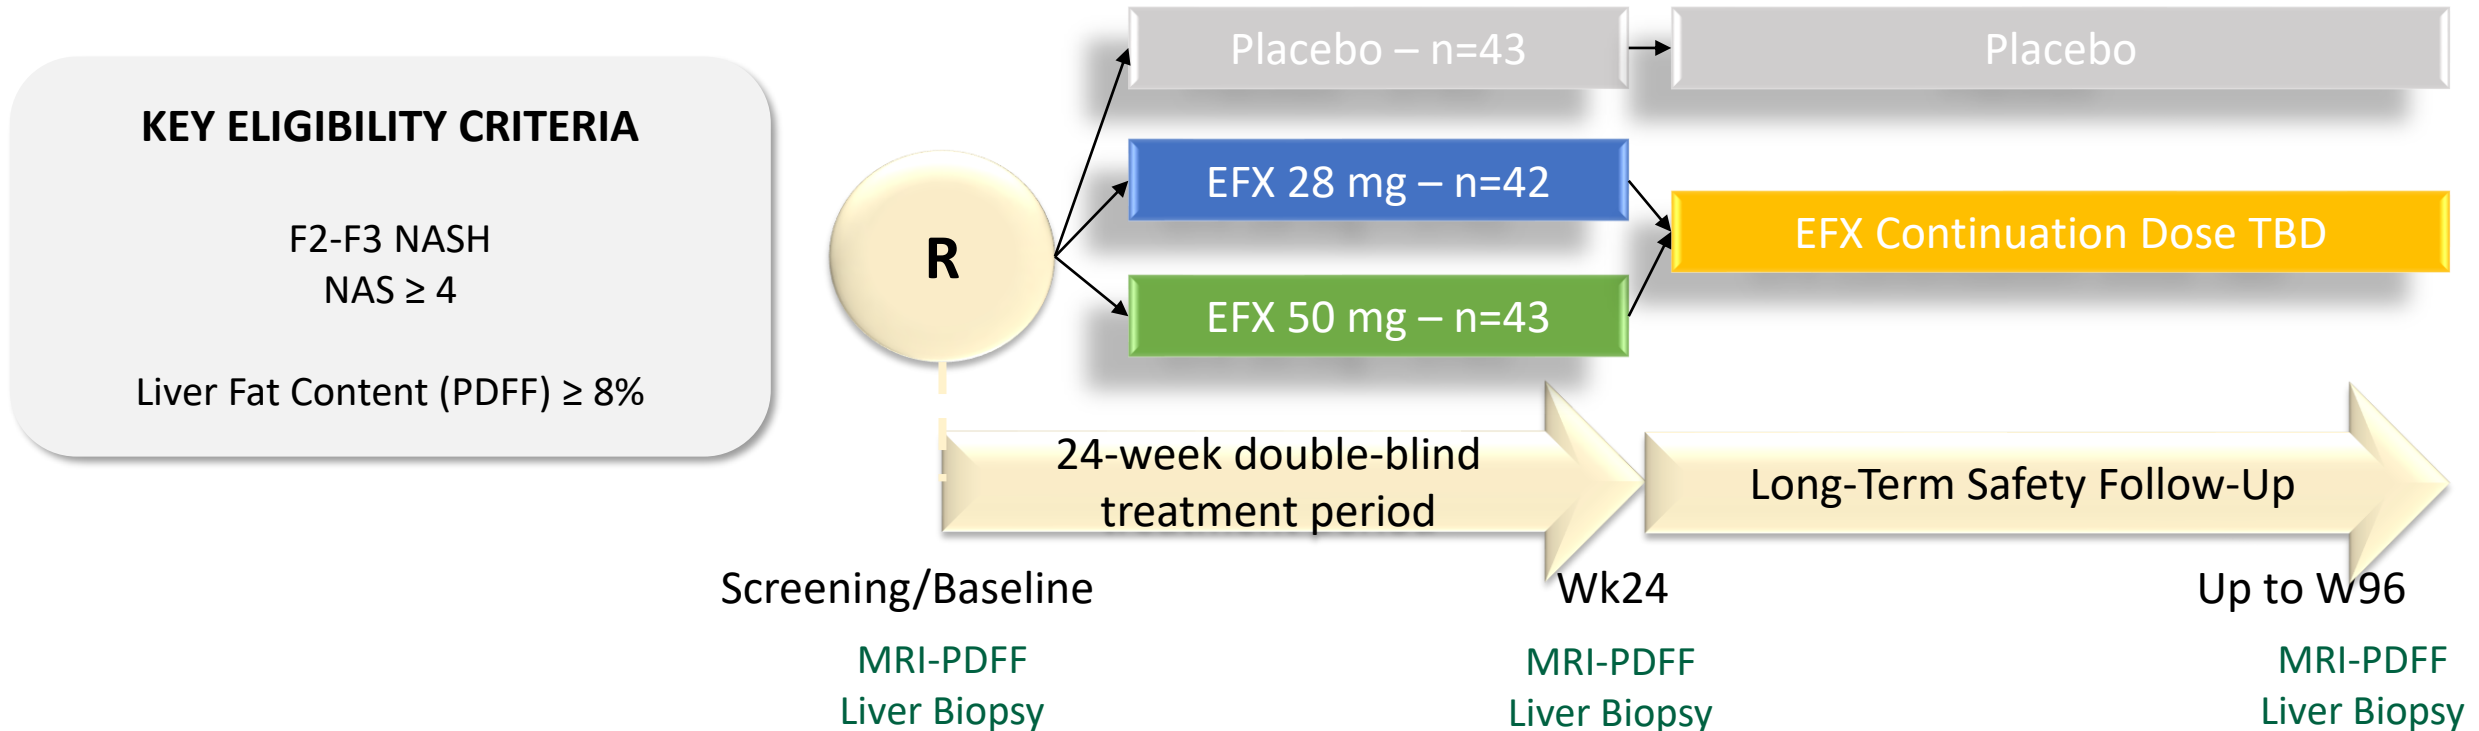 KEY ELIGIBILITY CRITERIA
F2-F3 NASH
NAS ≥ 4
Liver Fat Content (PDFF) ≥ 8%
R
Placebo – n=43
Placebo
EFX 28 mg – n=42
EFX Continuation Dose TBD
EFX 50 mg – n=43
24-week double-blind
treatment period
Long-Term Safety Follow-Up
Screening/Baseline
Wk24
Up to W96
MRI-PDFF
Liver Biopsy
MRI-PDFF
Liver Biopsy
MRI-PDFF
Liver Biopsy